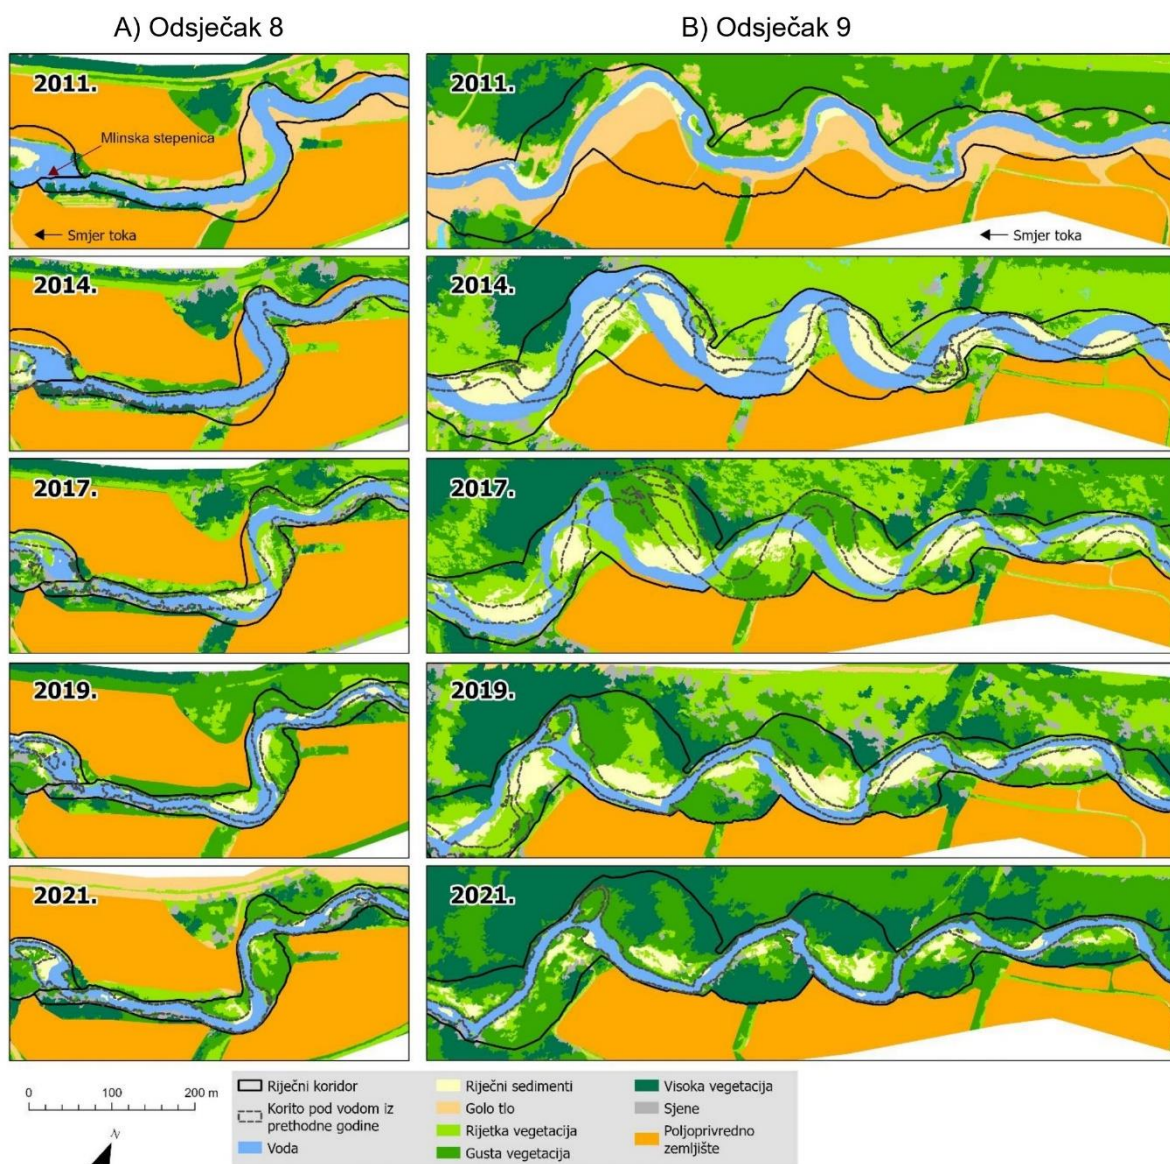 A) Odsječak 8
B) Odsječak 9
2011.
Mlinska stepenica
Smjer toka
2011.
Smjer toka
2014.
2014.
2017.
2017.
2019.
2019.
2021.
2021.
0 100 200 m
N
Riječni koridor
Korito pod vodom iz
prethodne godine
Voda
Riječni sedimenti
Golo tlo
Rijetka vegetacija
Gusta vegetacija
Visoka vegetacija
Sjene
Poljoprivredno
zemljište